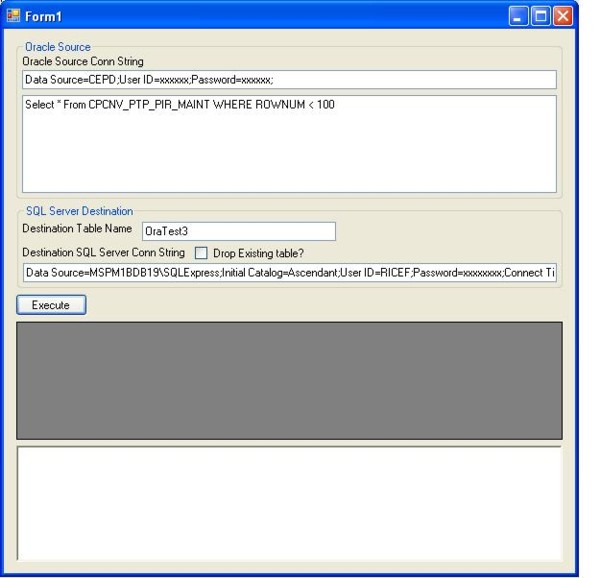 Form1
Oracle Source
Oracle Source Conn String
Data Source=CEPD;User ID=xxxxxx;Password=xxxxxx;
Select * From CPCNV_PTP_PIR_MAINT WHERE ROWNUM < 100
SQL Server Destination
Destination Table Name OraTest3
Destination SQL Server Conn String Drop Existing table?
Data Source=MSPM1BDB19\SQLExpress;Initial Catalog=Ascendant;User ID=RICEF;Password=xxxxxxxx;Connect Ti
Execute